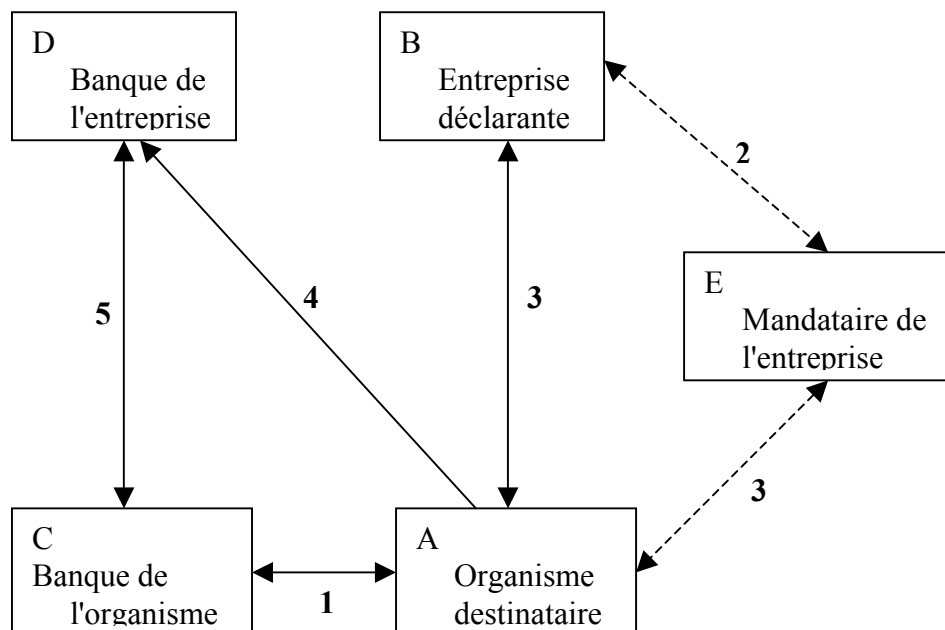 D
Banque de
l'entreprise
B
Entreprise
déclarante
2
E
Mandataire de
l'entreprise
5
4
3
3
C
Banque de
l'organisme
1
A
Organisme
destinataire